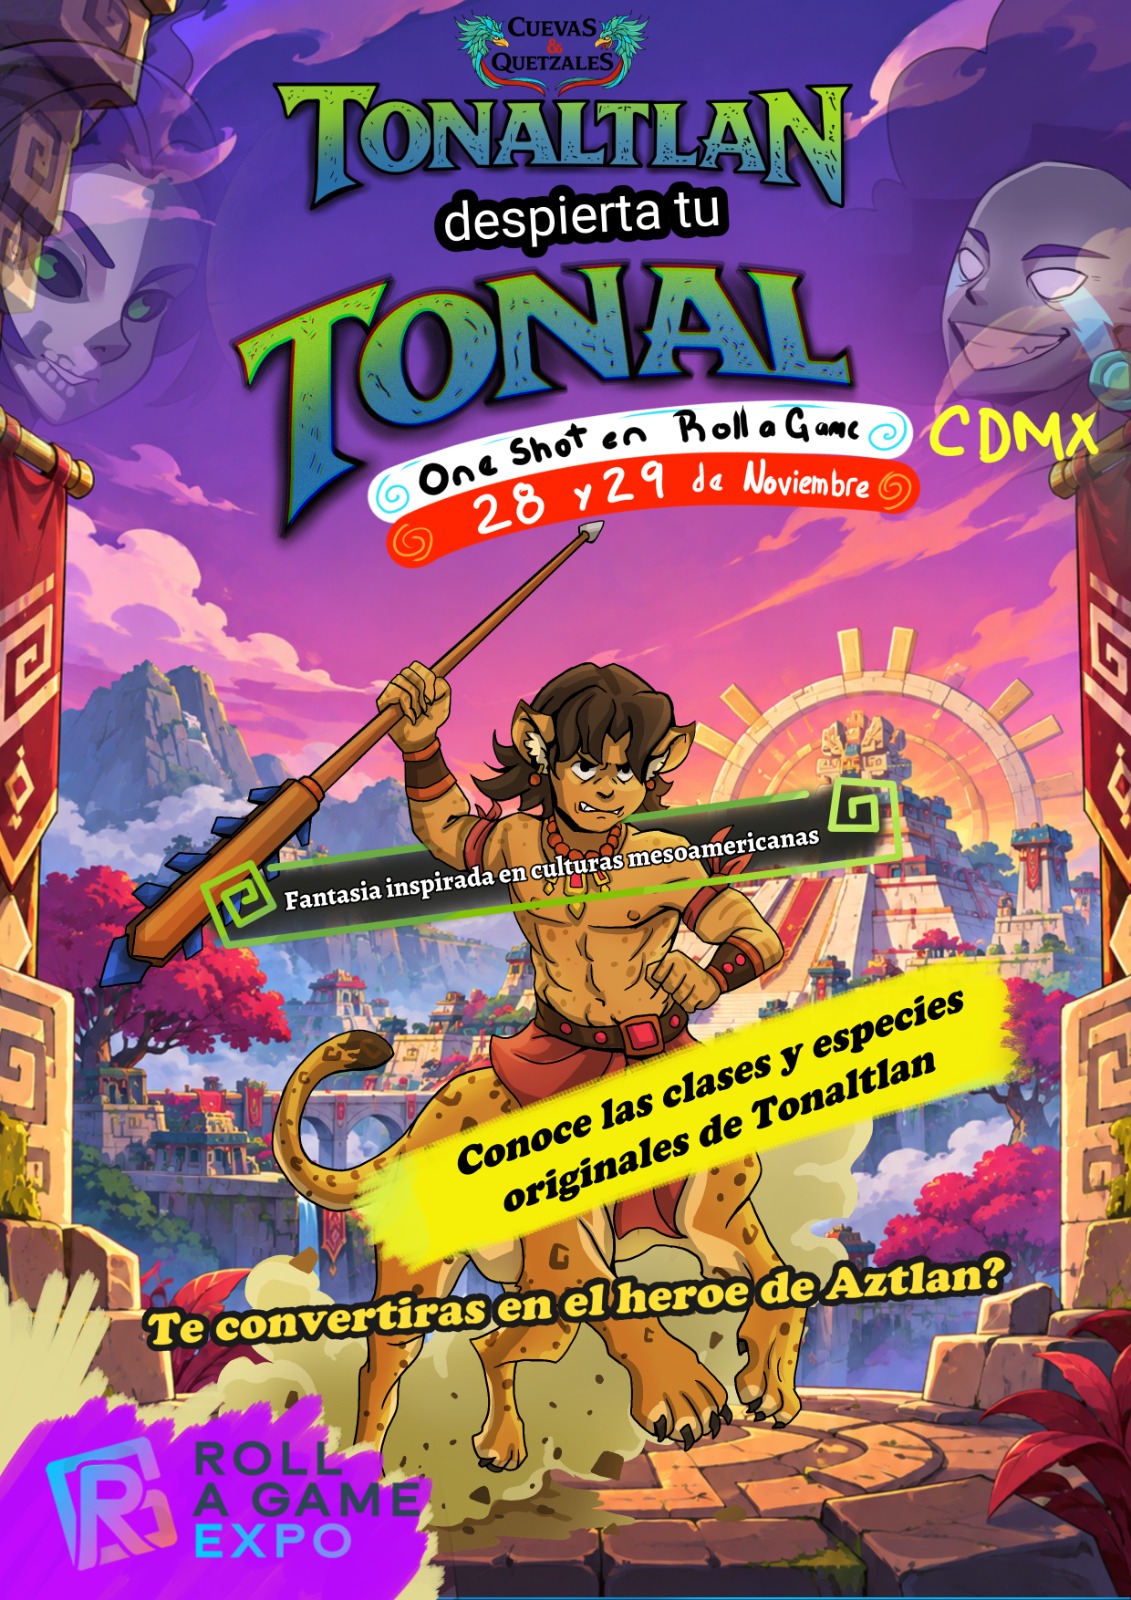 CUEVAS
&
QUETZALES
TONALTLAN
despierta tu
TONAL
One Shot en Roll a Game
CDMX
28 y 29 de Noviembre
Fantasia inspirada en culturas mesoamericanas
Conoce las clases y especies
originales de Tonaltlan
Te convertiras en el heroe de Aztlan?
ROLL
A GAME
EXPO